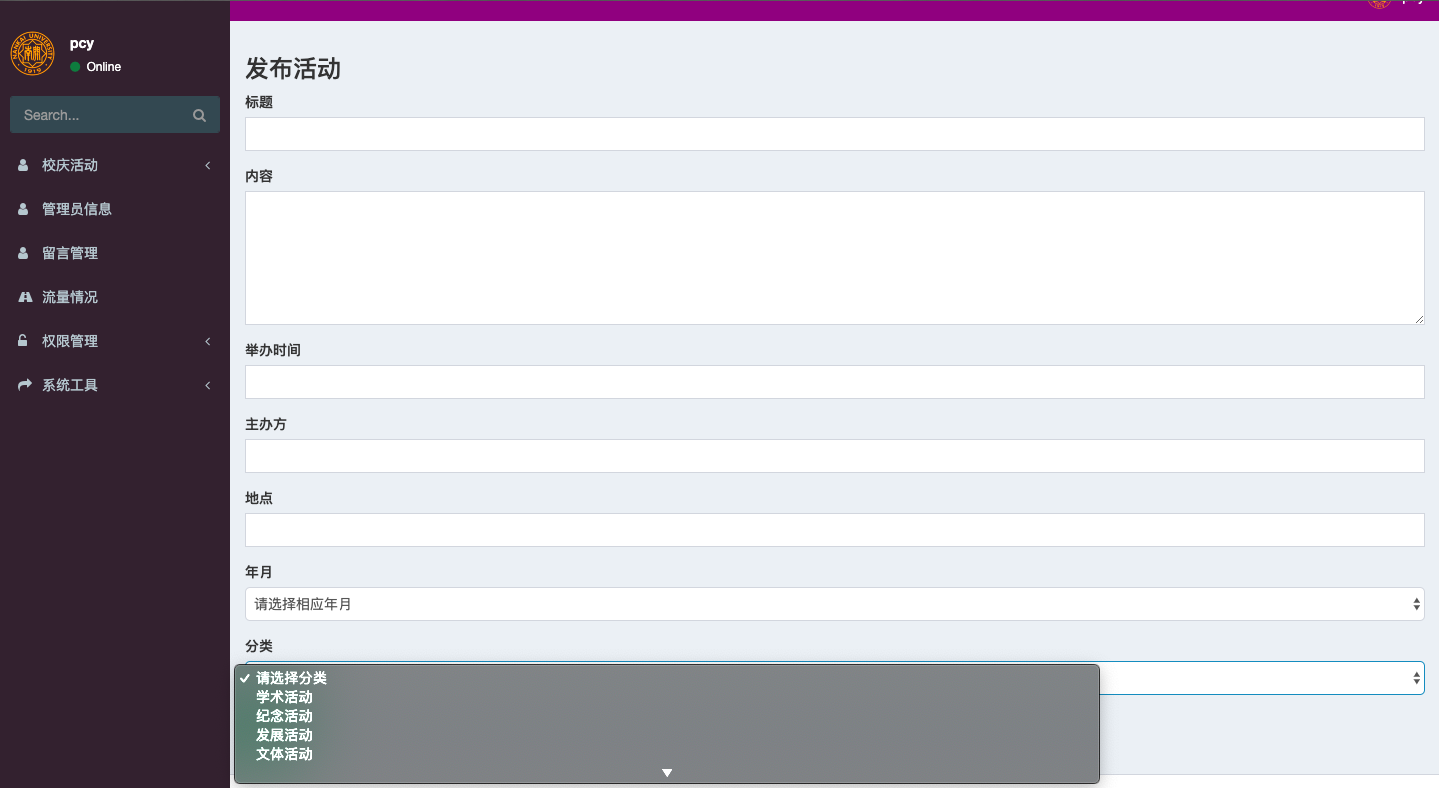 pcy
pcy
Online
Search...
校庆活动
管理员信息
留言管理
流量情况
权限管理
系统工具
发布活动
标题
内容
举办时间
主办方
地点
年月
请选择相应年月
分类
请选择分类
学术活动
纪念活动
发展活动
文体活动
NANKAI UNIVERSITY
1919